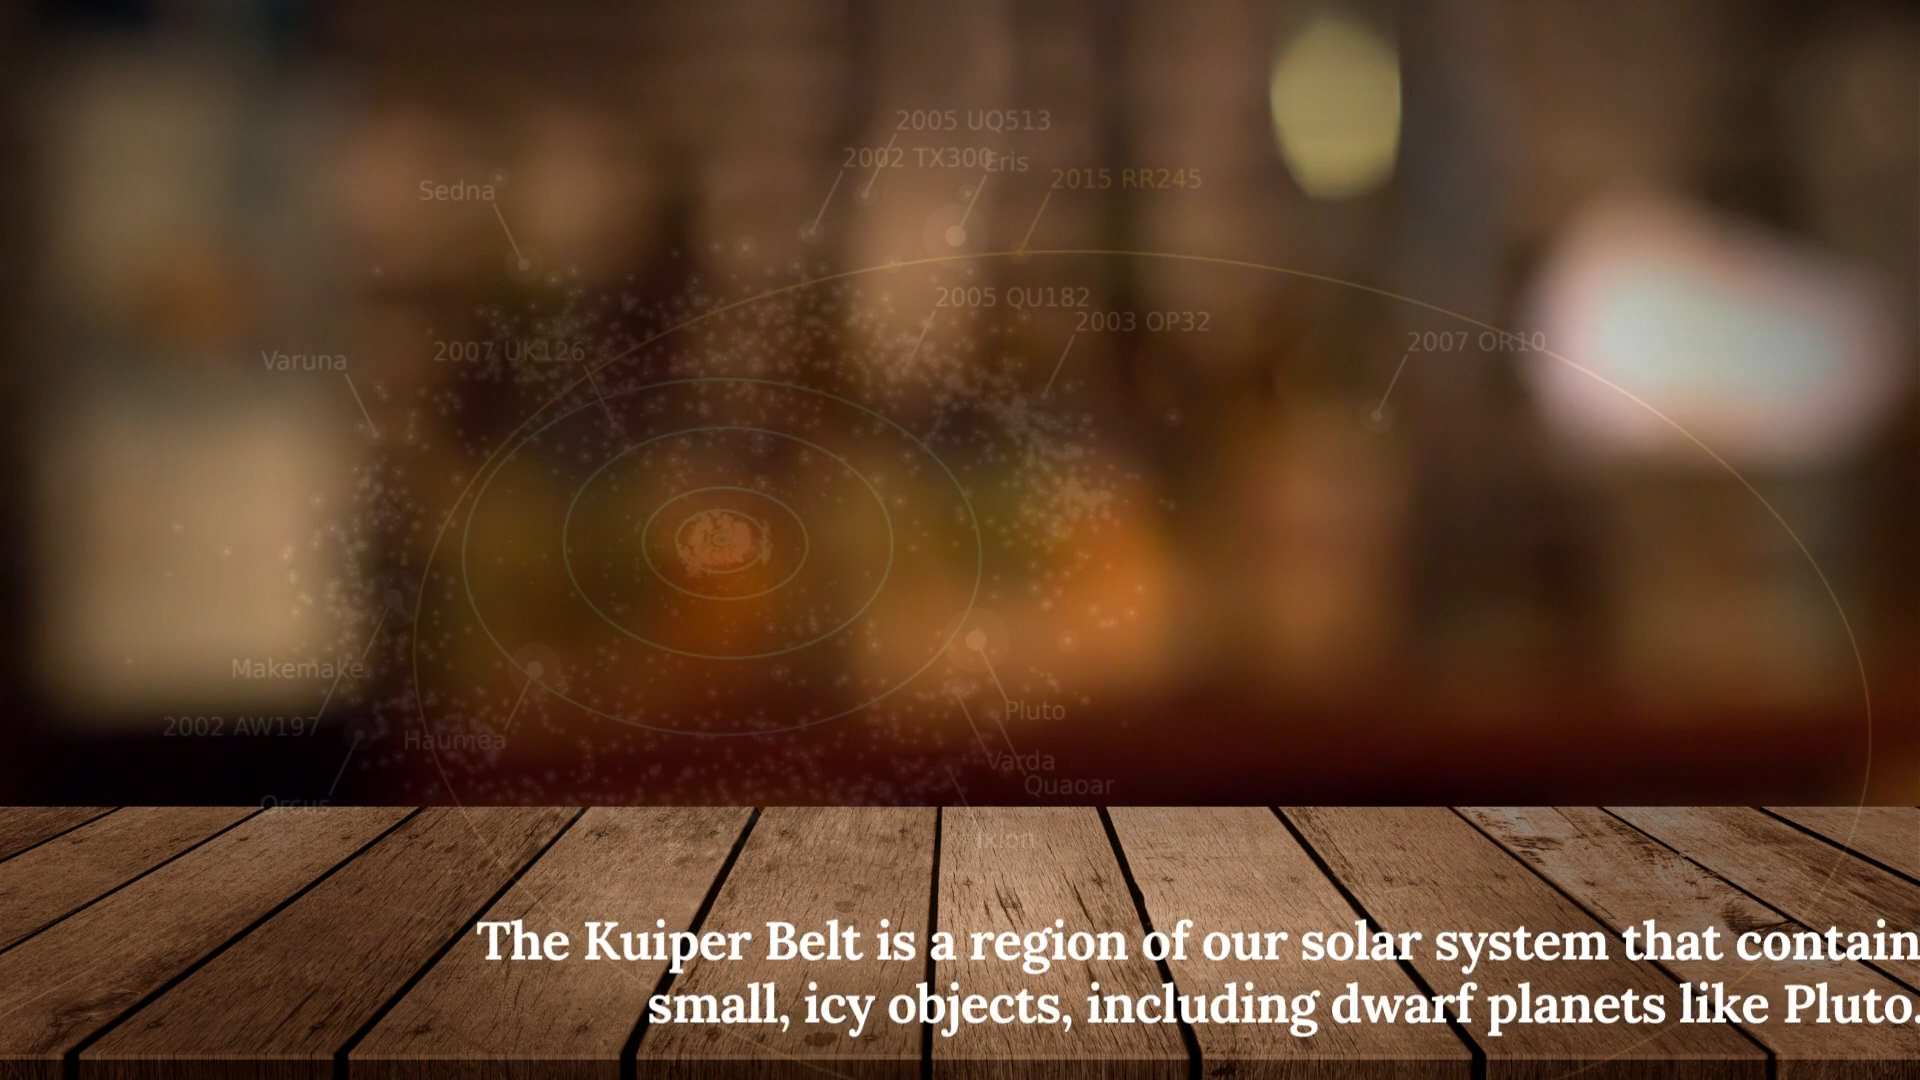 2005 UQ513
2002 TX300
Eris
2015 RR245
Sedna
2005 QU182
2003 OP32
2007 OR10
2007 UK126
Varuna
Makemake
2002 AW197
Haumea
Pluto
Varda
Quaoar
Orcus
Ixion
The Kuiper Belt is a region of our solar system that contain
small, icy objects, including dwarf planets like Pluto.